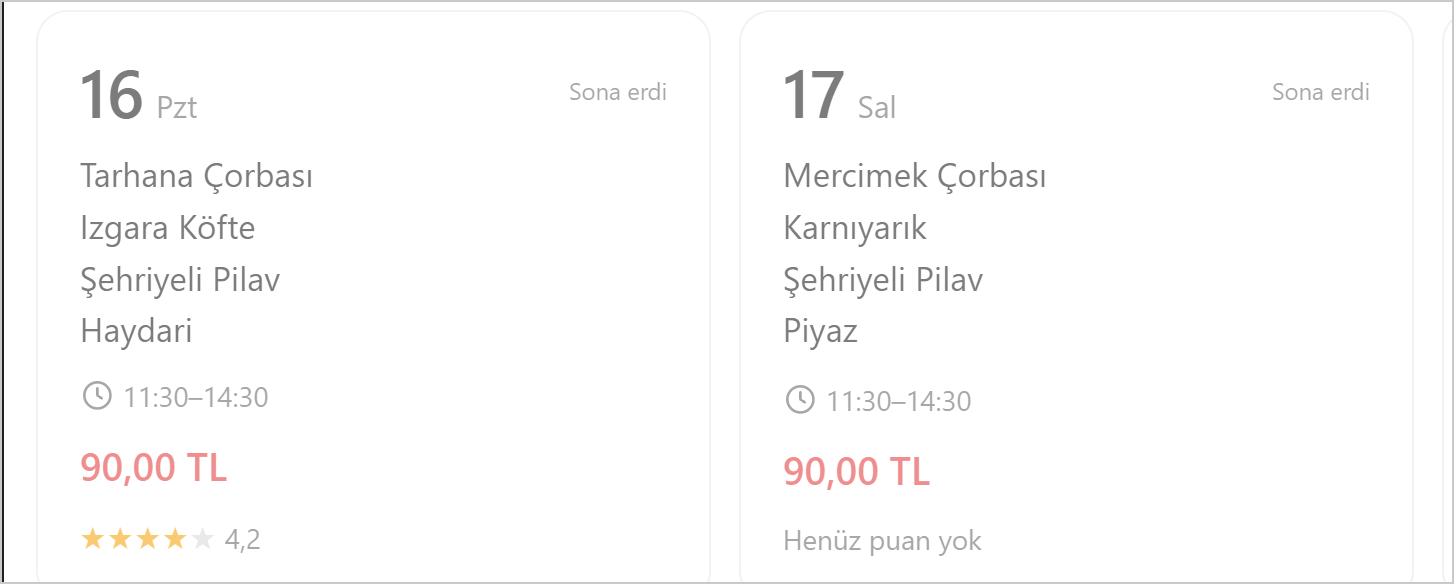 16 Pzt
Sona erdi
Tarhana Çorbası
Izgara Köfte
Şehriyeli Pilav
Haydari
11:30–14:30
90,00 TL
4,2
17 Sal
Sona erdi
Mercimek Çorbası
Karnıyarık
Şehriyeli Pilav
Piyaz
11:30–14:30
90,00 TL
Henüz puan yok